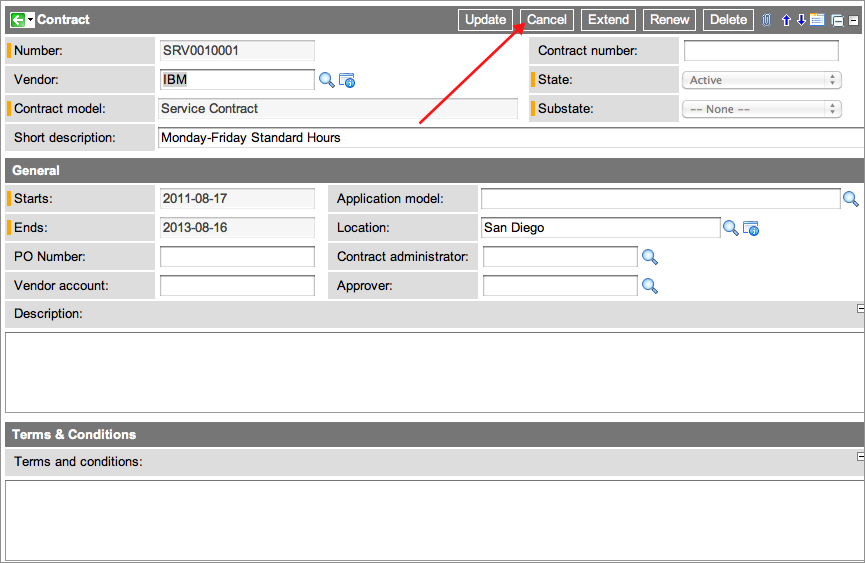 Contract Update Cancel Extend Renew Delete
Number: SRV0010001 Contract number:
Vendor: IBM State: Active
Contract model: Service Contract Substate: -- None --
Short description: Monday-Friday Standard Hours
General
Starts: 2011-08-17 Application model:
Ends: 2013-08-16 Location: San Diego
PO Number: Contract administrator:
Vendor account: Approver:
Description:
Terms & Conditions
Terms and conditions: